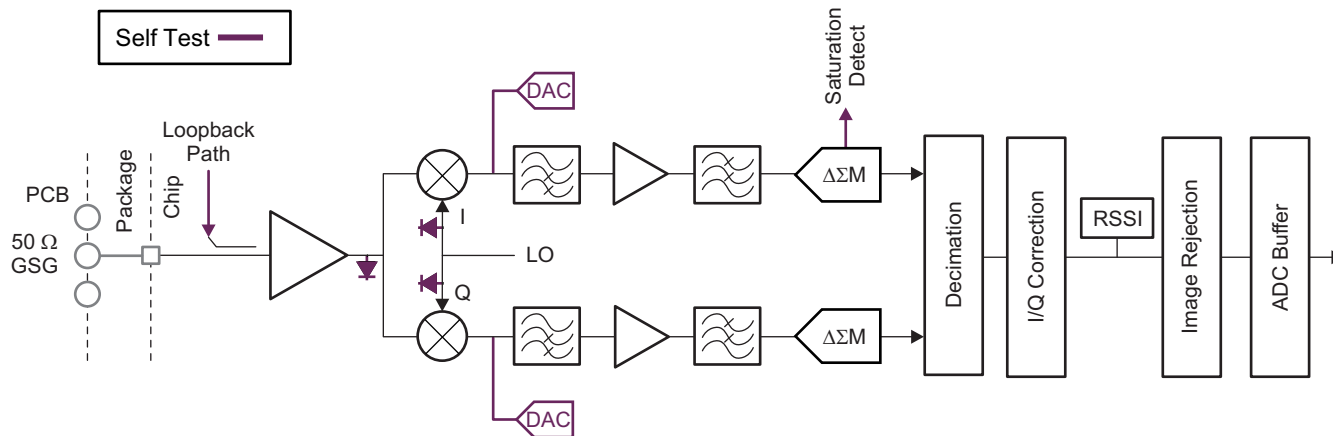 Self Test
DAC
Saturation
Detect
Loopback
Path
PCB
Package
Chip
50 Ω
GSG
I
LO
Q
ΔΣM
ΔΣM
Decimation
I/Q Correction
RSSI
Image Rejection
ADC Buffer
DAC